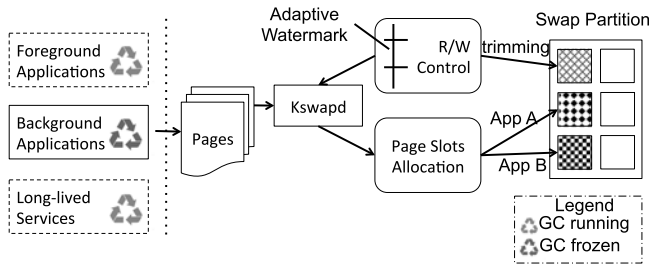 Foreground
Applications
Background
Applications
Long-lived
Services
Pages
Adaptive
Watermark
Kswapd
R/W
Control
Page Slots
Allocation
trimming
App A
App B
Swap Partition
Legend
GC running
GC frozen